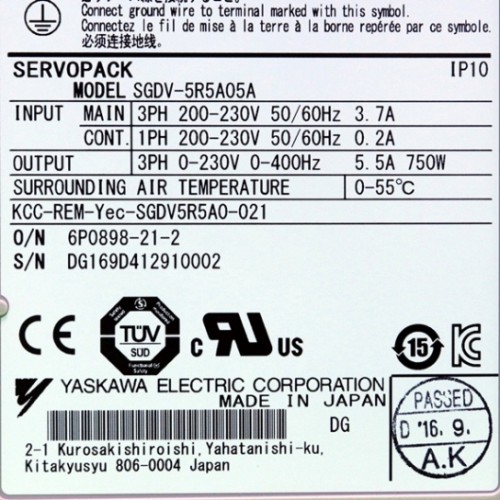 Connect ground wire to terminal marked with this symbol.
Connectez le fil de mise à la terre à la borne repérée par ce symbole.
必须连接地线。
SERVOPACK IP10
MODEL SGDV-5R5A05A
INPUT MAIN 3PH 200-230V 50/60Hz 3.7A
CONT. 1PH 200-230V 50/60Hz 0.2A
OUTPUT 3PH 0-230V 0-400Hz 5.5A 750W
SURROUNDING AIR TEMPERATURE 0-55℃
KCC-REM-Yec-SGDV5R5A0-021
O/N 6P0898-21-2
S/N DG169D412910002
CE TÜV SUD c RU US 15
YASKAWA ELECTRIC CORPORATION
MADE IN JAPAN
DG
PASSED
D '16. 9.
A.K
2-1 Kurosakishiroishi, Yahatanishi-ku,
Kitakyusyu 806-0004 Japan